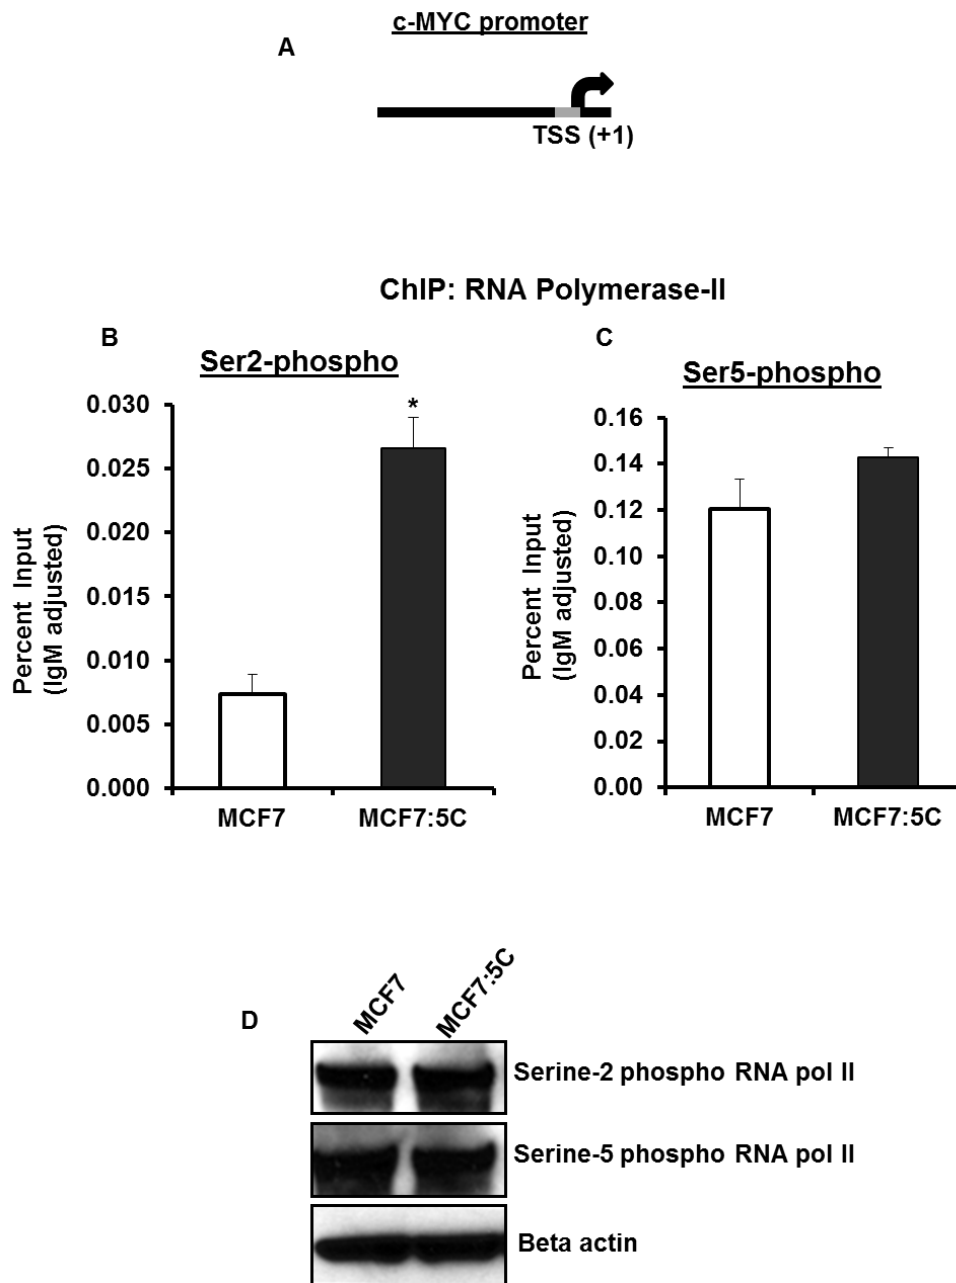 c-MYC promoter
A
TSS (+1)
ChIP: RNA Polymerase-II
B
Ser2-phospho
Percent Input
(IgM adjusted)
0.030
0.025
0.020
0.015
0.010
0.005
0.000
*
MCF7
MCF7:5C
C
Ser5-phospho
Percent Input
(IgM adjusted)
0.16
0.14
0.12
0.10
0.08
0.06
0.04
0.02
0.00
MCF7
MCF7:5C
D
MCF7
MCF7:5C
Serine-2 phospho RNA pol II
Serine-5 phospho RNA pol II
Beta actin